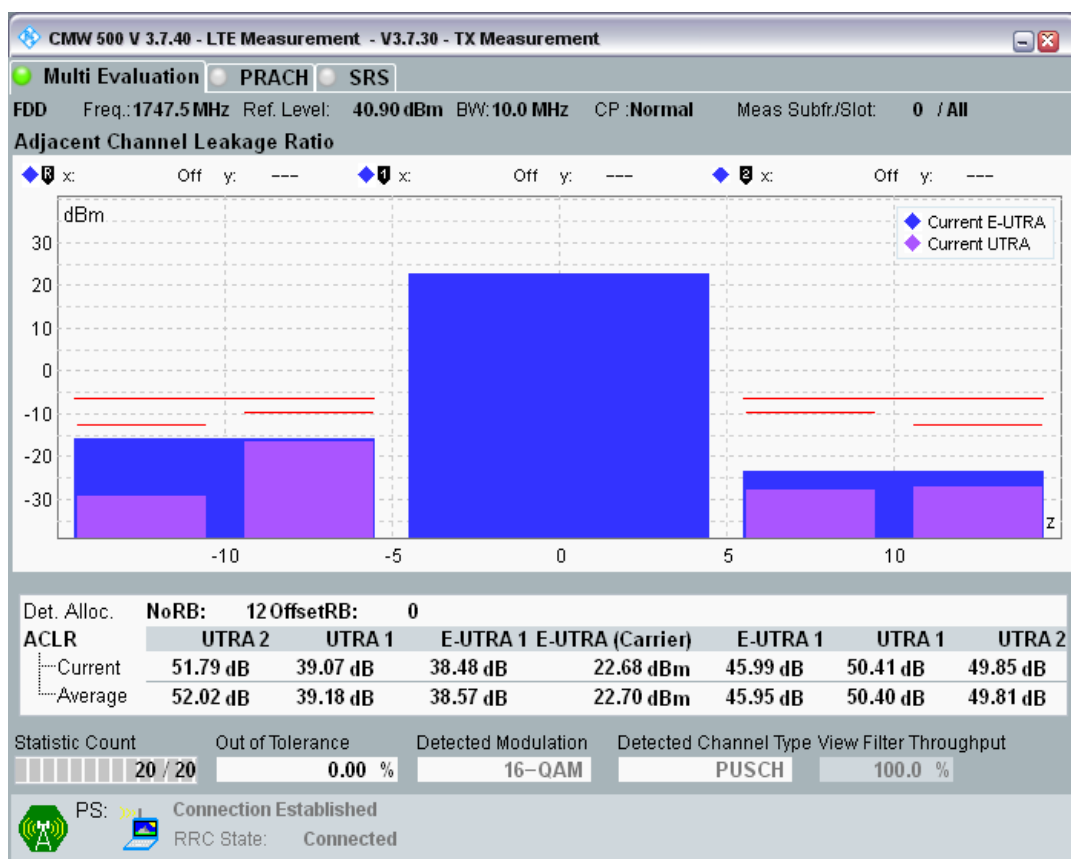 CMW 500 V 3.7.40 - LTE Measurement - V3.7.30 - TX Measurement
Multi Evaluation PRACH SRS
FDD Freq.: 1747.5 MHz Ref. Level: 40.90 dBm BW: 10.0 MHz CP :Normal Meas Subfr./Slot: 0 / All
Adjacent Channel Leakage Ratio
R x: Off y: --- 1 x: Off y: --- 2 x: Off y: ---
dBm
Current E-UTRA
Current UTRA
30
20
10
0
-10
-20
-30
z
-10 -5 0 5 10
Det. Alloc. NoRB: 12 OffsetRB: 0
ACLR UTRA 2 UTRA 1 E-UTRA 1 E-UTRA (Carrier) E-UTRA 1 UTRA 1 UTRA 2
Current 51.79 dB 39.07 dB 38.48 dB 22.68 dBm 45.99 dB 50.41 dB 49.85 dB
Average 52.02 dB 39.18 dB 38.57 dB 22.70 dBm 45.95 dB 50.40 dB 49.81 dB
Statistic Count Out of Tolerance Detected Modulation Detected Channel Type View Filter Throughput
20 / 20 0.00 % 16-QAM PUSCH 100.0 %
PS: Connection Established
RRC State: Connected